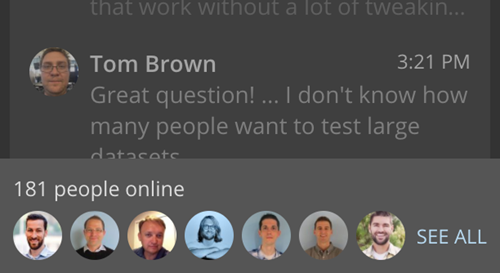 that work without a lot of tweakin...
Tom Brown
3:21 PM
Great question! ... I don't know how
many people want to test large
datasets
181 people online
SEE ALL